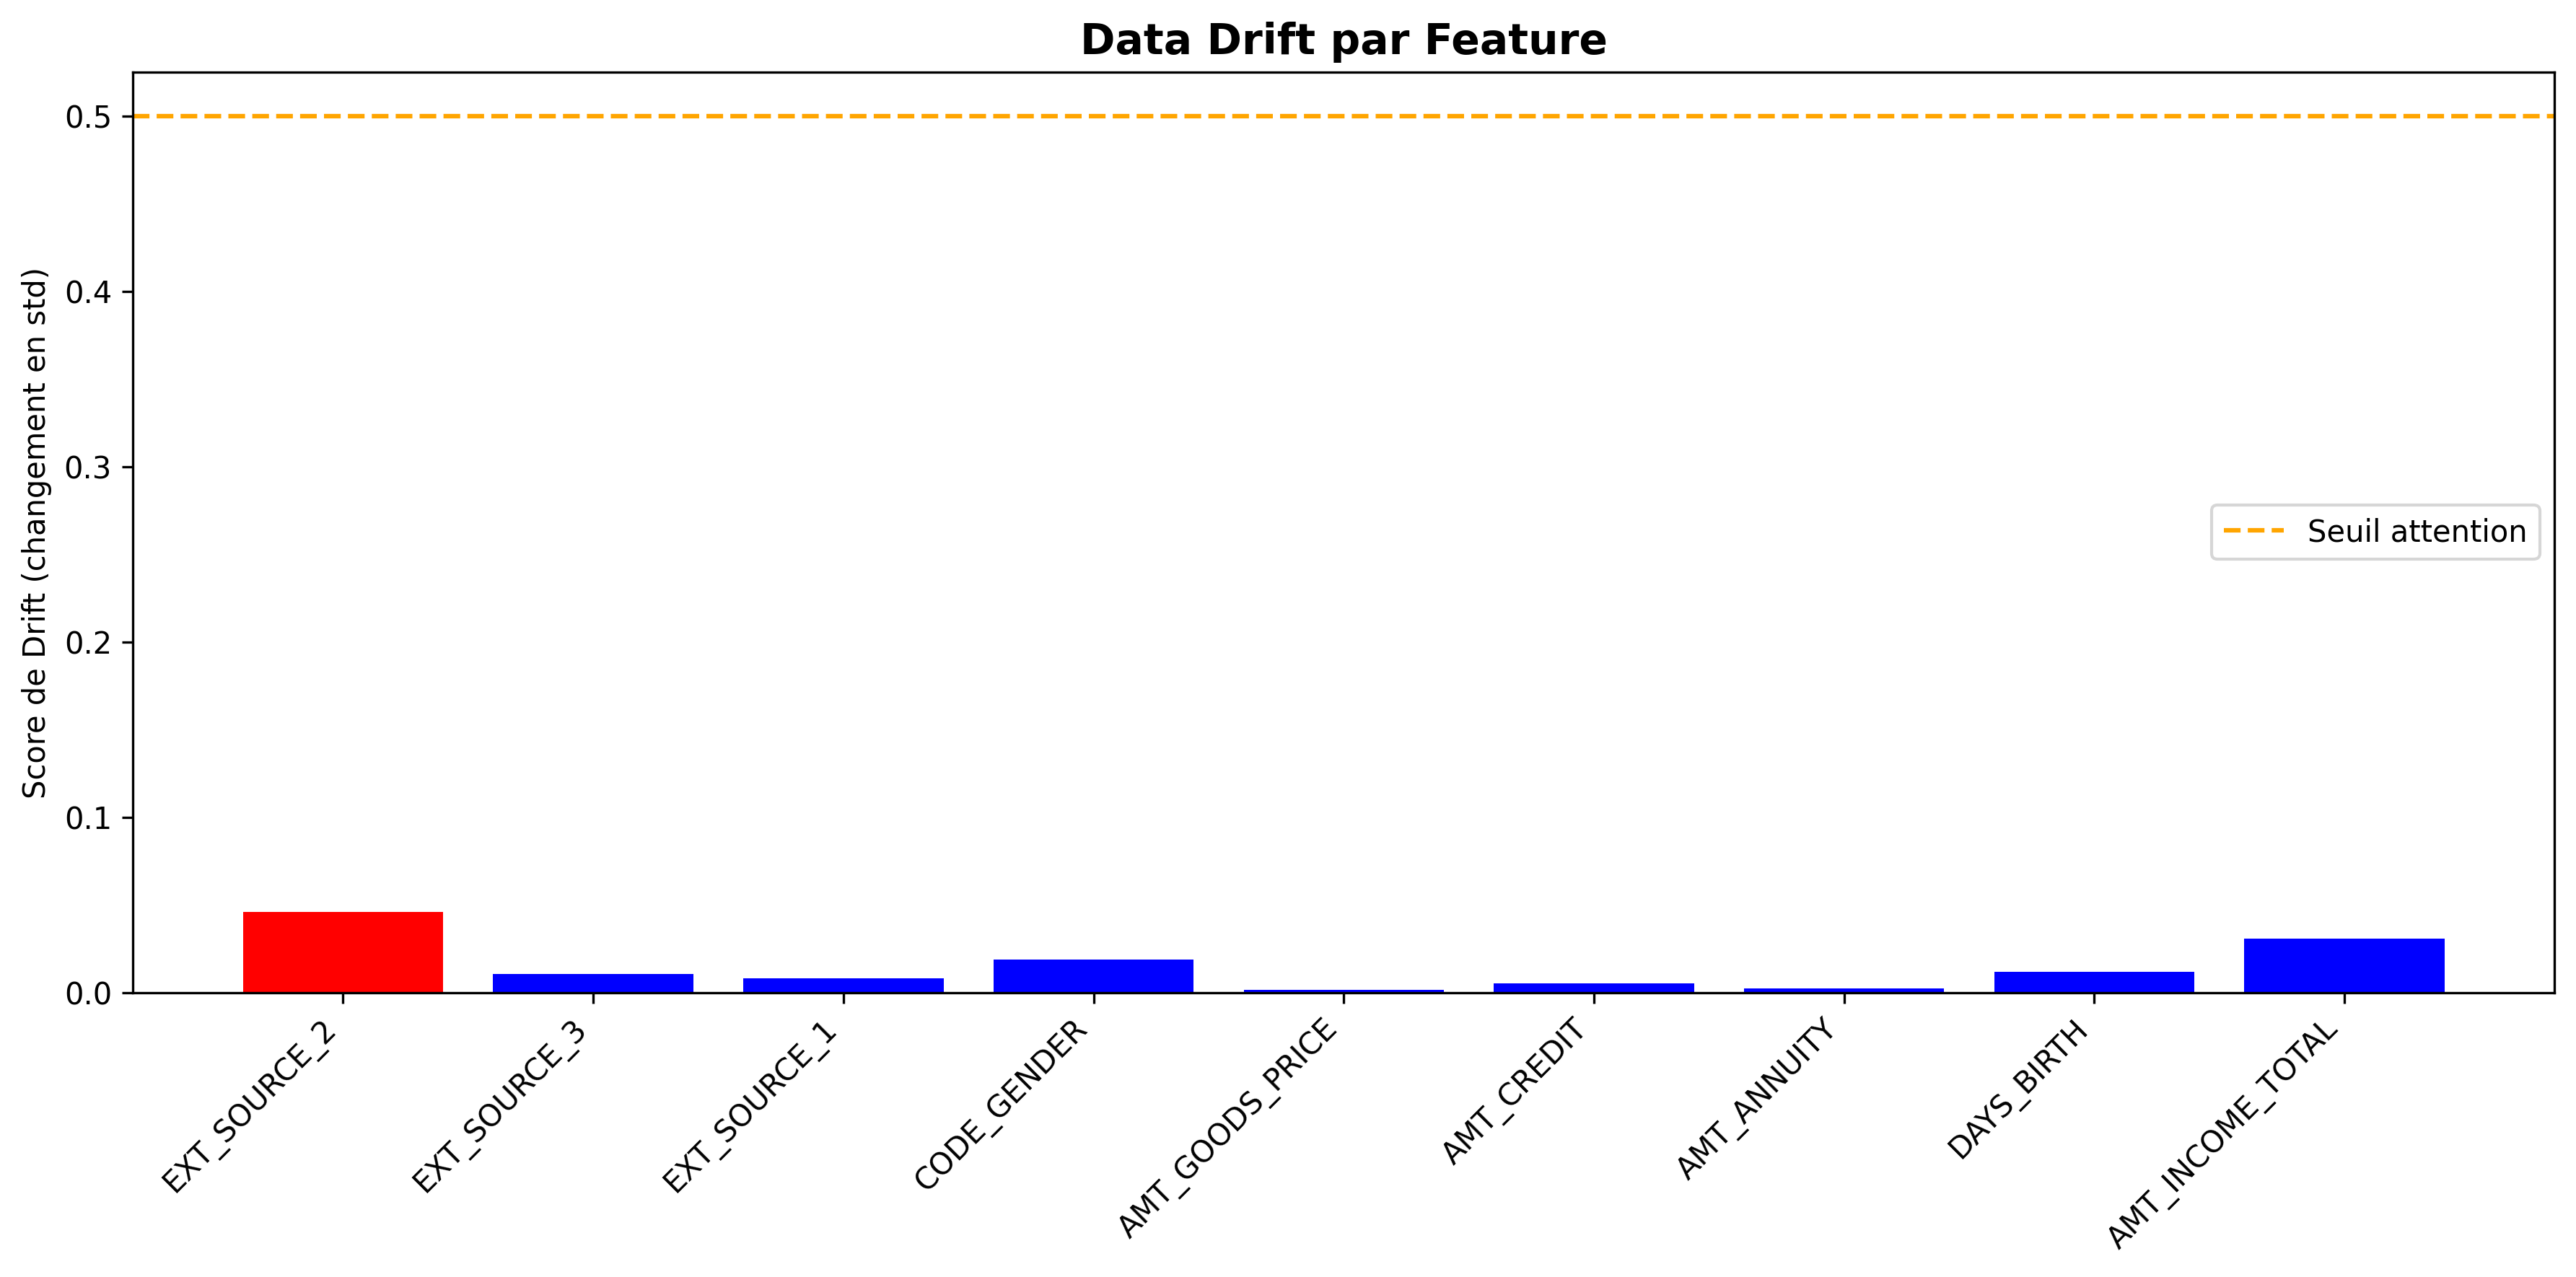 Data Drift par Feature
Score de Drift (changement en std)
0.5
0.4
0.3
0.2
0.1
0.0
Seuil attention
EXT_SOURCE_2
EXT_SOURCE_3
EXT_SOURCE_1
CODE_GENDER
AMT_GOODS_PRICE
AMT_CREDIT
AMT_ANNUITY
DAYS_BIRTH
AMT_INCOME_TOTAL